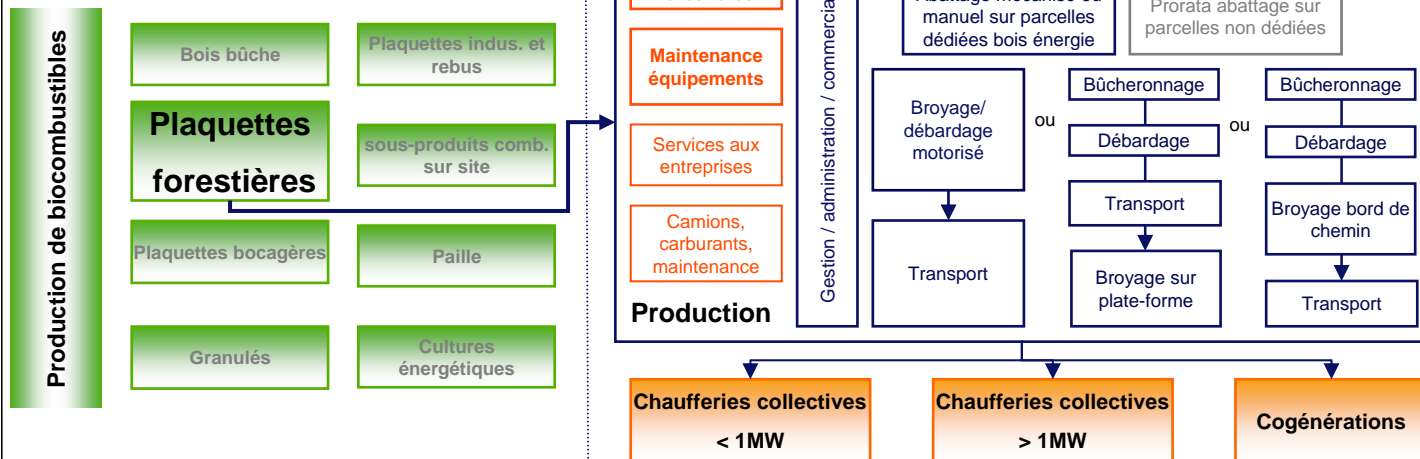 Production de biocombustibles
Bois bûche
Plaquettes indus. et
rebus
Plaquettes
forestières
sous-produits comb.
sur site
Plaquettes bocagères
Paille
Granulés
Cultures
énergétiques
Maintenance
équipements
Services aux
entreprises
Camions,
carburants,
maintenance
Production
Gestion / administration / commercia
manuel sur parcelles
dédiées bois énergie
Prorata abattage sur
parcelles non dédiées
Broyage/
débardage
motorisé
Transport
ou
Bûcheronnage
Débardage
Transport
Broyage sur
plate-forme
ou
Bûcheronnage
Débardage
Broyage bord de
chemin
Transport
Chaufferies collectives
< 1MW
Chaufferies collectives
> 1MW
Cogénérations